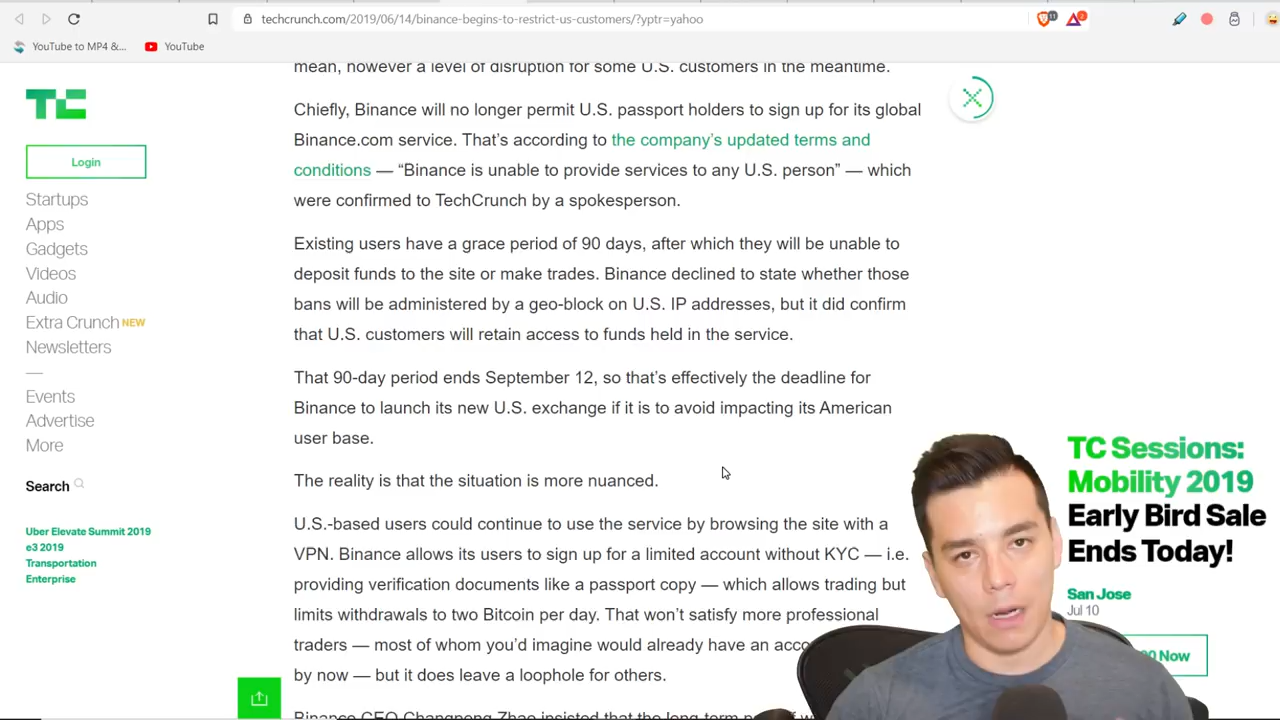 techcrunch.com/2019/06/14/binance-begins-to-restrict-us-customers/?yptr=yahoo
11
2
YouTube to MP4 &...
YouTube
TC
Login
Startups
Apps
Gadgets
Videos
Audio
Extra Crunch NEW
Newsletters
—
Events
Advertise
More
Search
Uber Elevate Summit 2019
e3 2019
Transportation
Enterprise
mean, however a level of disruption for some U.S. customers in the meantime.
Chiefly, Binance will no longer permit U.S. passport holders to sign up for its global
Binance.com service. That's according to the company's updated terms and
conditions — “Binance is unable to provide services to any U.S. person” — which
were confirmed to TechCrunch by a spokesperson.
Existing users have a grace period of 90 days, after which they will be unable to
deposit funds to the site or make trades. Binance declined to state whether those
bans will be administered by a geo-block on U.S. IP addresses, but it did confirm
that U.S. customers will retain access to funds held in the service.
That 90-day period ends September 12, so that's effectively the deadline for
Binance to launch its new U.S. exchange if it is to avoid impacting its American
user base.
The reality is that the situation is more nuanced.
U.S.-based users could continue to use the service by browsing the site with a
VPN. Binance allows its users to sign up for a limited account without KYC — i.e.
providing verification documents like a passport copy — which allows trading but
limits withdrawals to two Bitcoin per day. That won't satisfy more professional
traders — most of whom you'd imagine would already have an acco
by now — but it does leave a loophole for others.
Binance CEO Changpeng Zhao insisted that the long-term
TC Sessions:
Mobility 2019
Early Bird Sale
Ends Today!
San Jose
Jul 10
Now